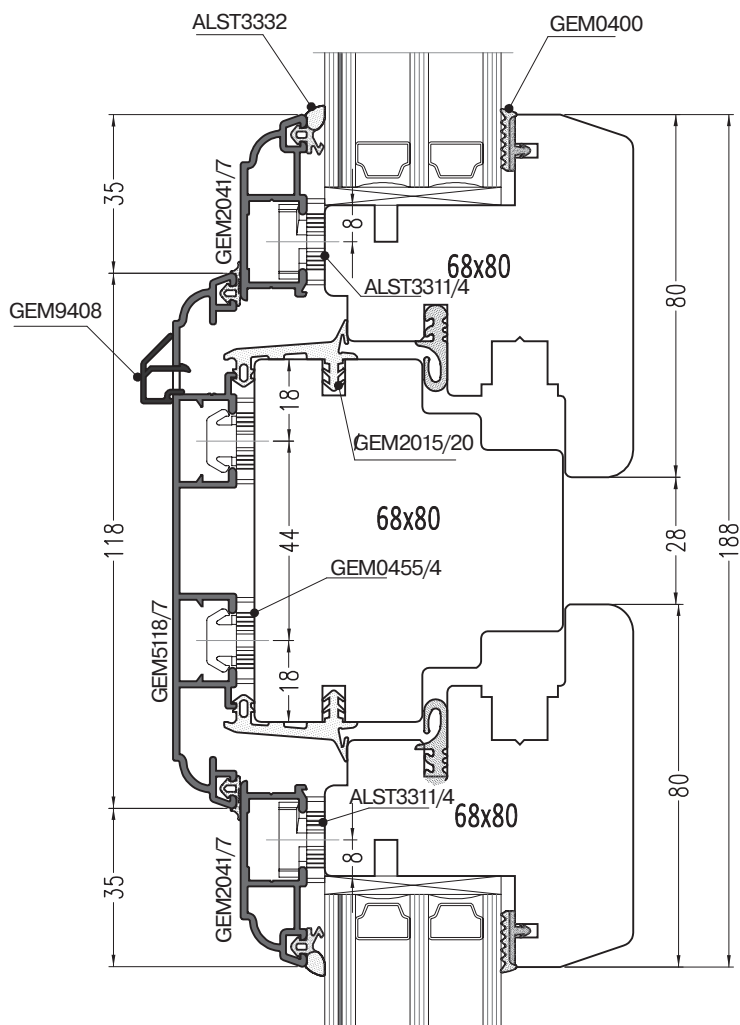 ALST3332
GEM0400
35
GEM2041/7
8
68x80
ALST3311/4
80
GEM9408
18
GEM2015/20
118
44
68x80
28
188
GEM0455/4
GEM5118/7
18
ALST3311/4
68x80
80
8
35
GEM2041/7